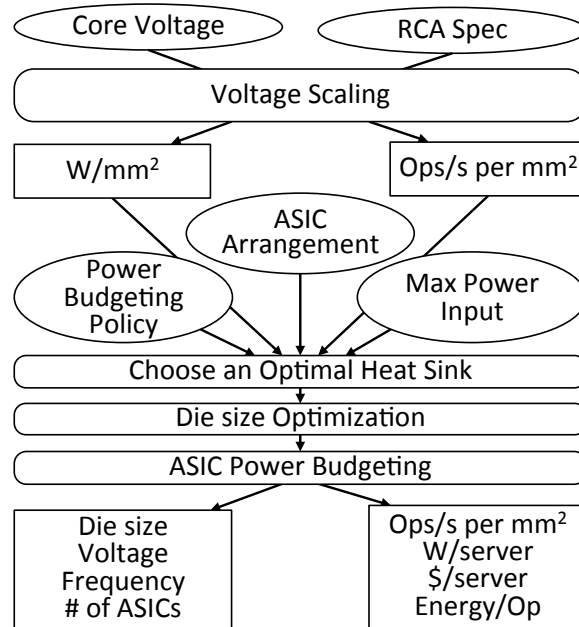 Core Voltage
RCA Spec
Voltage Scaling
W/mm²
Ops/s per mm²
ASIC
Arrangement
Power
Budgeting
Policy
Max Power
Input
Choose an Optimal Heat Sink
Die size Optimization
ASIC Power Budgeting
Die size
Voltage
Frequency
# of ASICs
Ops/s per mm²
W/server
$/server
Energy/Op